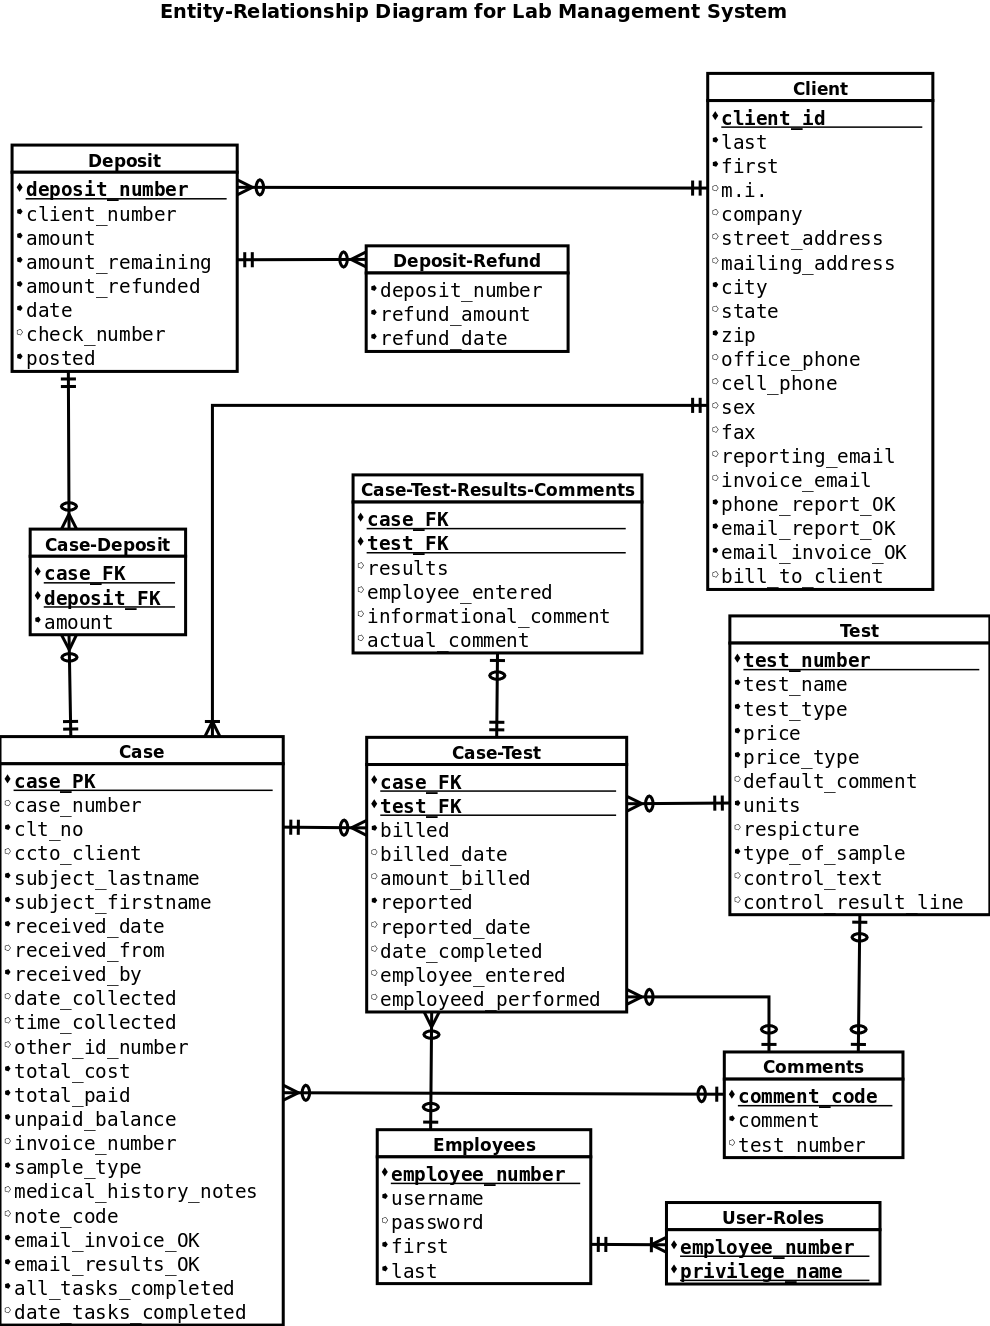 Entity-Relationship Diagram for Lab Management System
Client
client_id
last
first
m.i.
company
street_address
mailing_address
city
state
zip
office_phone
cell_phone
sex
fax
reporting_email
invoice_email
phone_report_OK
email_report_OK
email_invoice_OK
bill_to_client
Deposit
deposit_number
client_number
amount
amount_remaining
amount_refunded
date
check_number
posted
Deposit-Refund
deposit_number
refund_amount
refund_date
Case-Test-Results-Comments
case_FK
test_FK
results
employee_entered
informational_comment
actual_comment
Case-Deposit
case_FK
deposit_FK
amount
Test
test_number
test_name
test_type
price
price_type
default_comment
units
respicture
type_of_sample
control_text
control_result_line
Case
case_PK
case_number
clt_no
ccto_client
subject_lastname
subject_firstname
received_date
received_from
received_by
date_collected
time_collected
other_id_number
total_cost
total_paid
unpaid_balance
invoice_number
sample_type
medical_history_notes
note_code
email_invoice_OK
email_results_OK
all_tasks_completed
date_tasks_completed
Case-Test
case_FK
test_FK
billed
billed_date
amount_billed
reported
reported_date
date_completed
employee_entered
employeed_performed
Comments
comment_code
comment
test_number
Employees
employee_number
username
password
first
last
User-Roles
employee_number
privilege_name